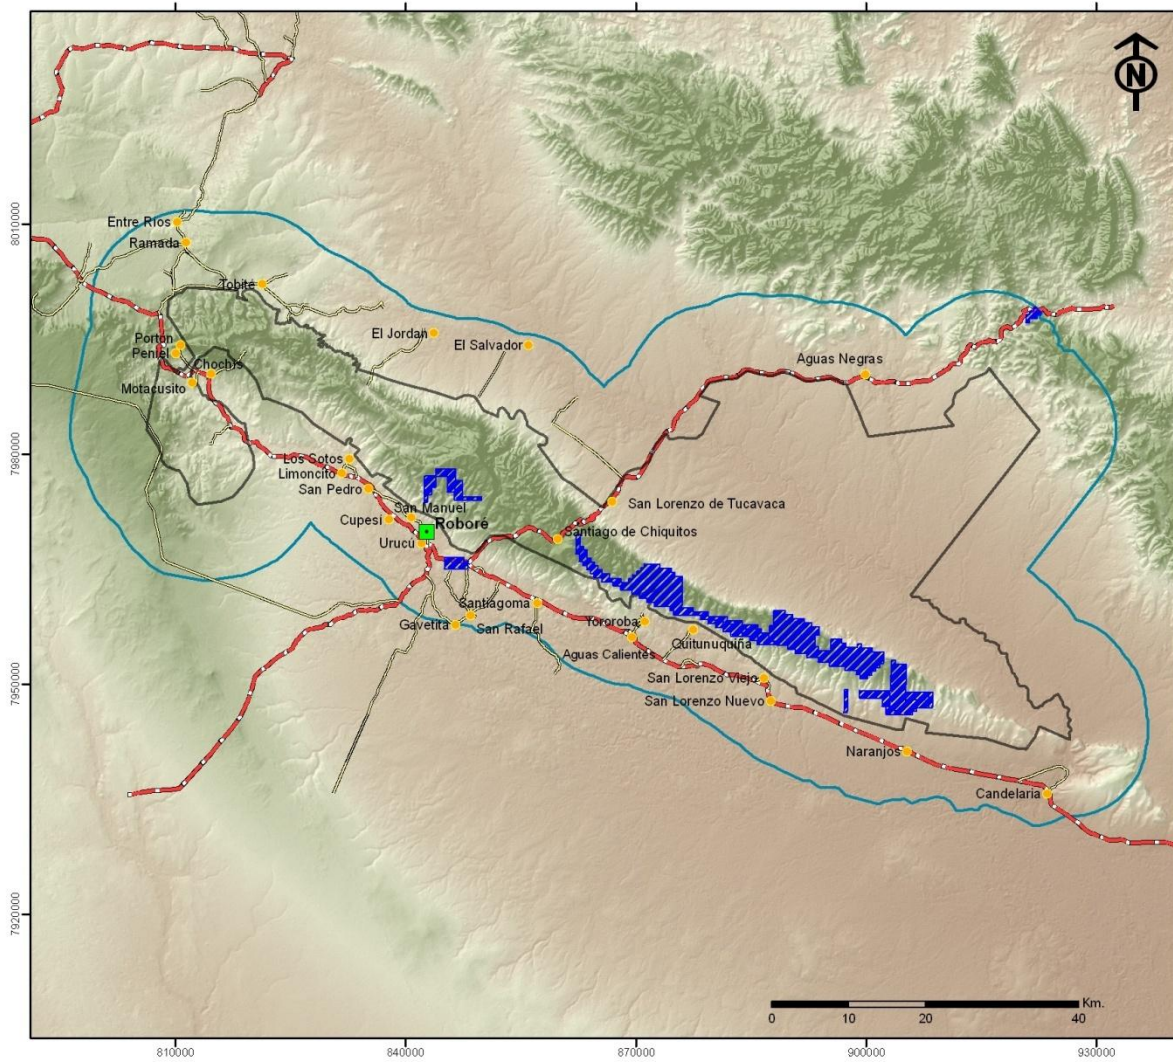 N
8010000
Entre Ríos
Ramada
Tobité
El Jordán
El Salvador
Portón
Peniel
Chochís
Motacusito
Aguas Negras
7980000
Los Sotos
Limoncito
San Pedro
San Manuel
Cupesi
Roboré
Urucú
San Lorenzo de Tucavaca
Santiago de Chiquitos
Santiagoma
Gavetita
San Rafael
Yororoba
Quitunuquiña
Aguas Calientes
7950000
San Lorenzo Viejo
San Lorenzo Nuevo
Naranjos
Candelaria
7920000
Km.
0 10 20 40
810000 840000 870000 900000 930000